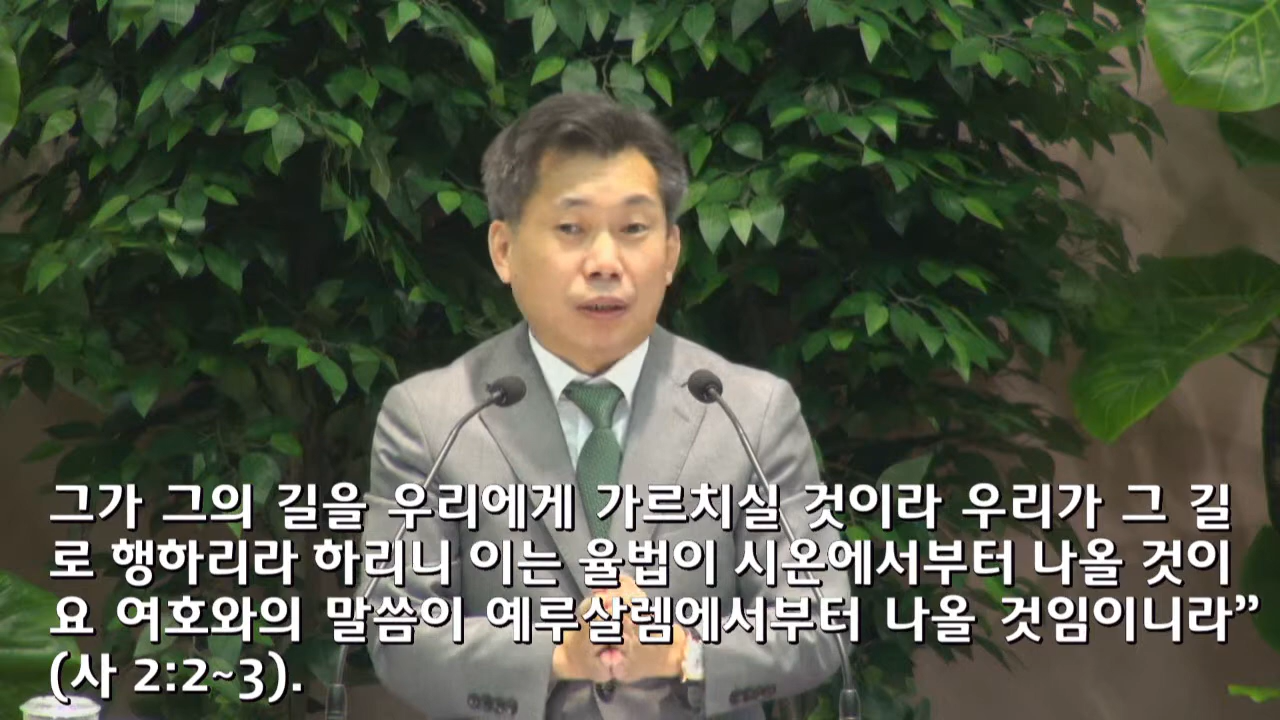 그가 그의 길을 우리에게 가르치실 것이라 우리가 그 길
로 행하리라 하리니 이는 율법이 시온에서부터 나올 것이
요 여호와의 말씀이 예루살렘에서부터 나올 것임이니라”
(사 2:2~3).